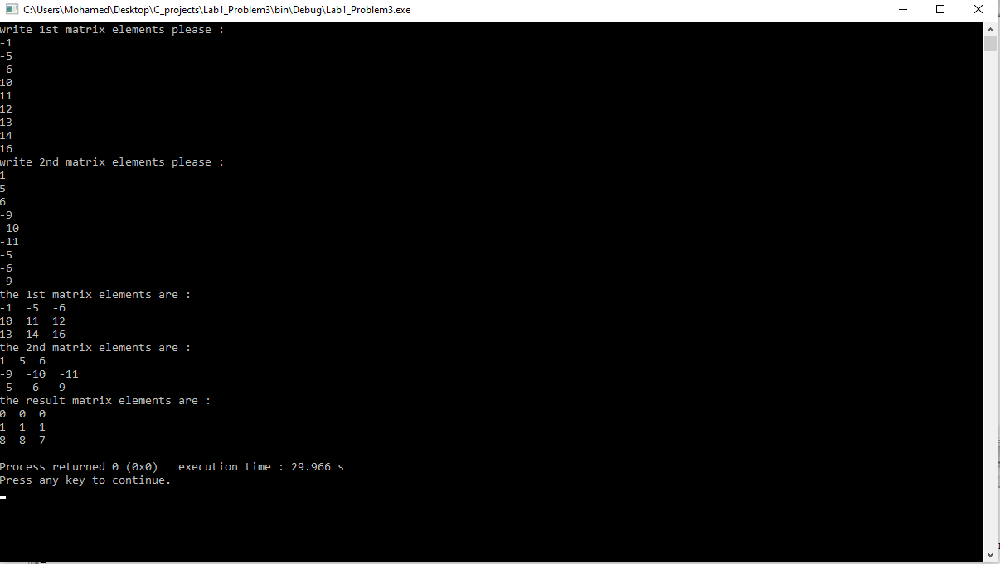 C:\Users\Mohamed\Desktop\C_projects\Lab1_Problem3\bin\Debug\Lab1_Problem3.exe
write 1st matrix elements please :
-1
-5
-6
10
11
12
13
14
16
write 2nd matrix elements please :
1
5
6
-9
-10
-11
-5
-6
-9
the 1st matrix elements are :
-1  -5  -6
10  11  12
13  14  16
the 2nd matrix elements are :
1  5  6
-9  -10  -11
-5  -6  -9
the result matrix elements are :
0  0  0
1  1  1
8  8  7
Process returned 0 (0x0)   execution time : 29.966 s
Press any key to continue.